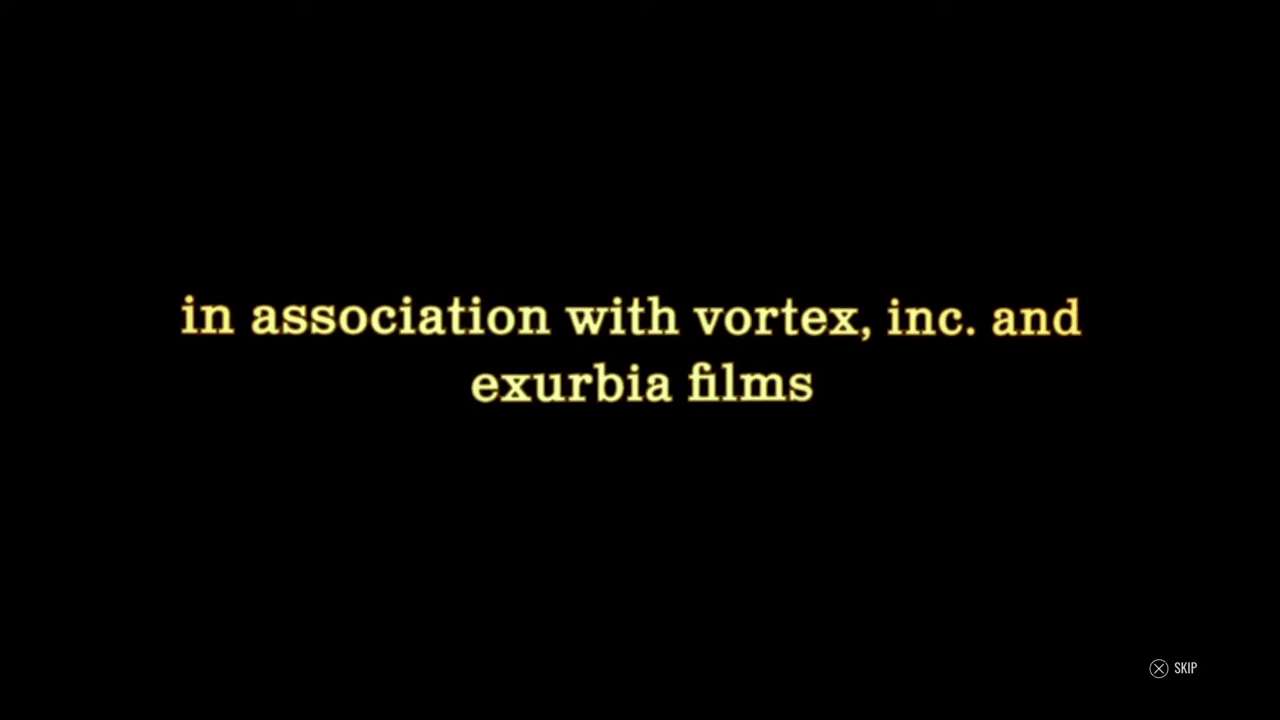 in association with vortex, inc. and
exurbia films
SKIP